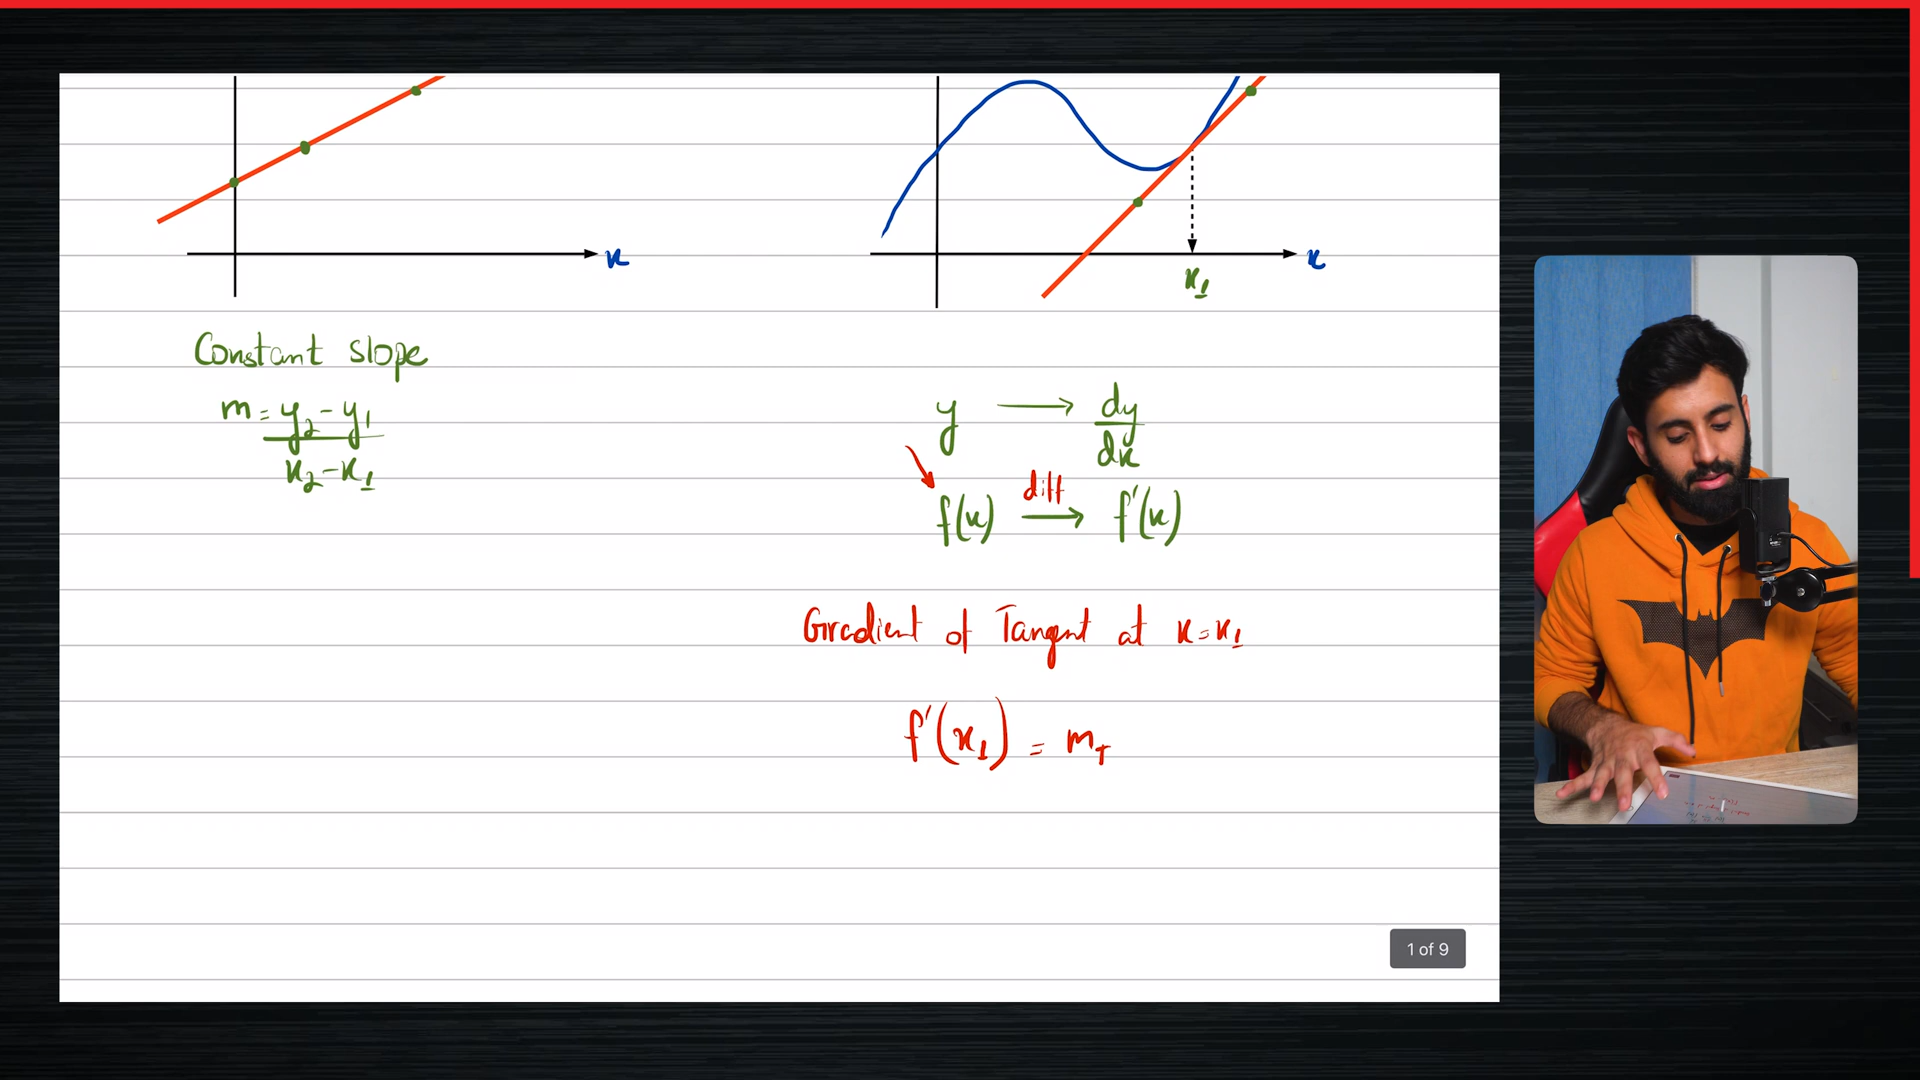 x
x
x₁
Constant slope
m = y₂ - y₁
x₂ - x₁
y → dy
dx
diff
f(x) → f'(x)
Gradient of Tangent at x = x₁
f'(x₁) = m_T
1 of 9